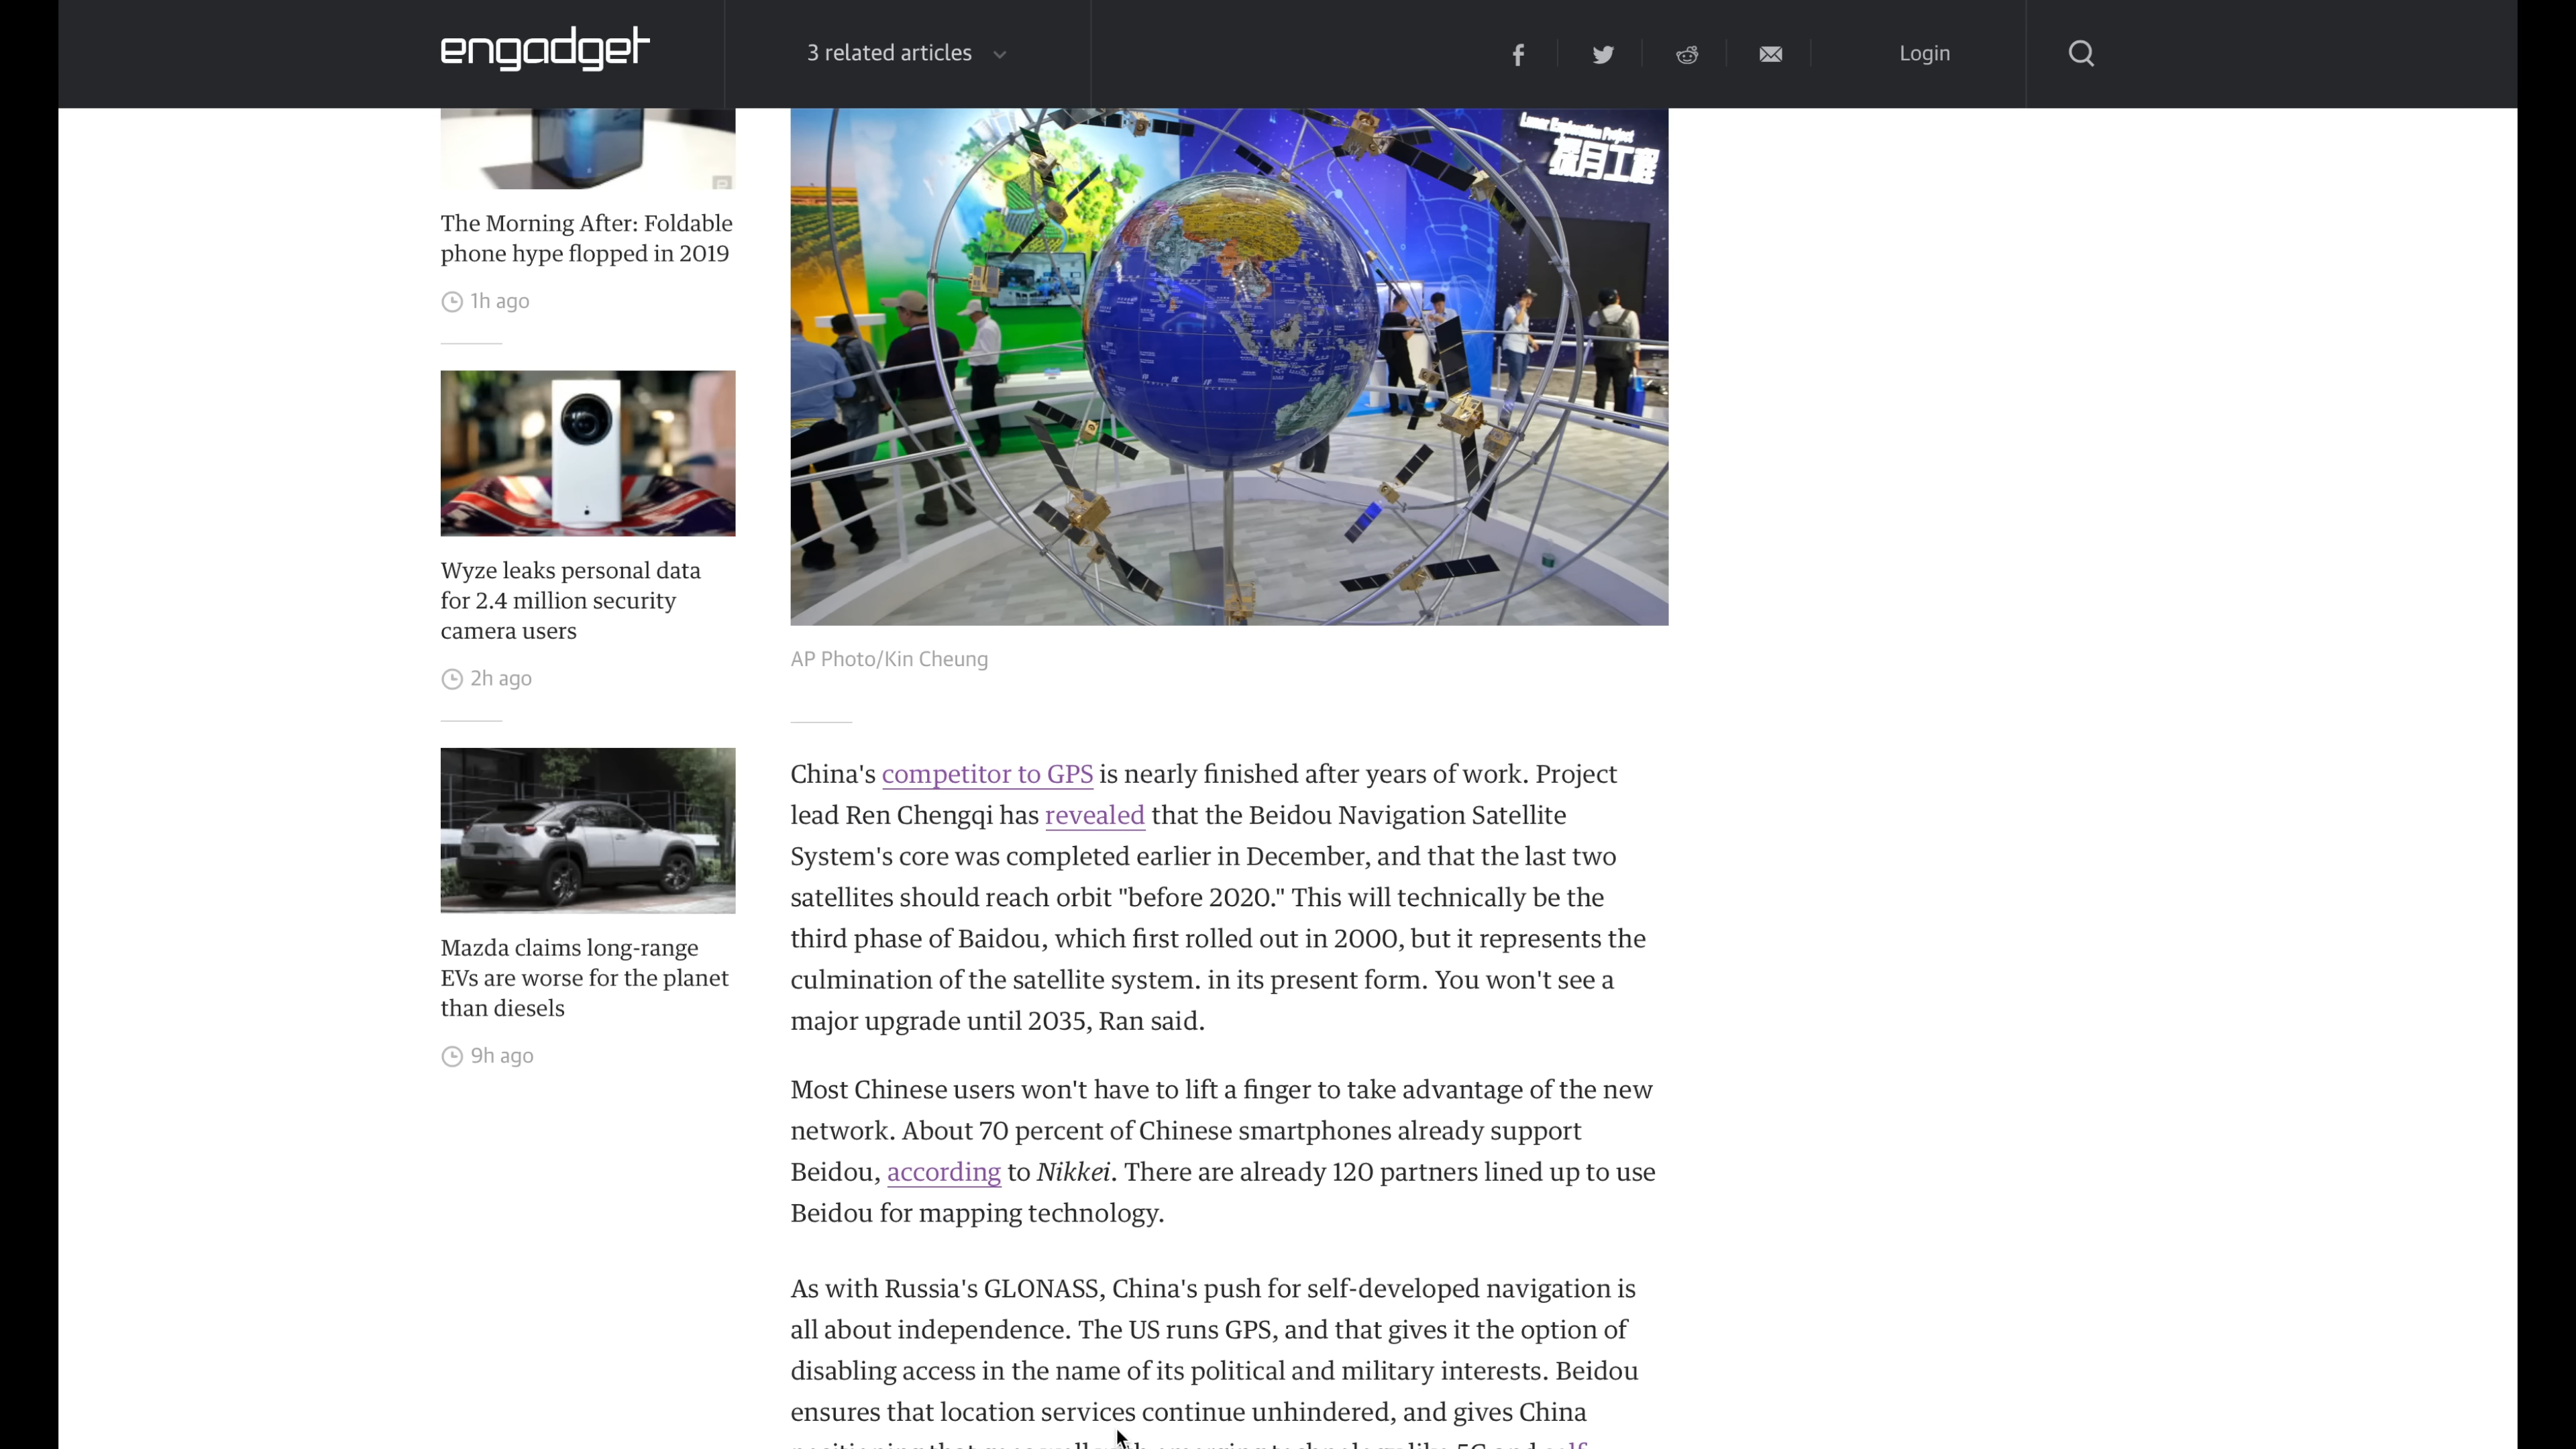 engadget
3 related articles
Login
The Morning After: Foldable
phone hype flopped in 2019
1h ago
Wyze leaks personal data
for 2.4 million security
camera users
2h ago
Mazda claims long-range
EVs are worse for the planet
than diesels
9h ago
Lunar Exploration Project
探月工程
AP Photo/Kin Cheung
China's competitor to GPS is nearly finished after years of work. Project
lead Ren Chengqi has revealed that the Beidou Navigation Satellite
System's core was completed earlier in December, and that the last two
satellites should reach orbit "before 2020." This will technically be the
third phase of Baidou, which first rolled out in 2000, but it represents the
culmination of the satellite system. in its present form. You won't see a
major upgrade until 2035, Ran said.
Most Chinese users won't have to lift a finger to take advantage of the new
network. About 70 percent of Chinese smartphones already support
Beidou, according to Nikkei. There are already 120 partners lined up to use
Beidou for mapping technology.
As with Russia's GLONASS, China's push for self-developed navigation is
all about independence. The US runs GPS, and that gives it the option of
disabling access in the name of its political and military interests. Beidou
ensures that location services continue unhindered, and gives China